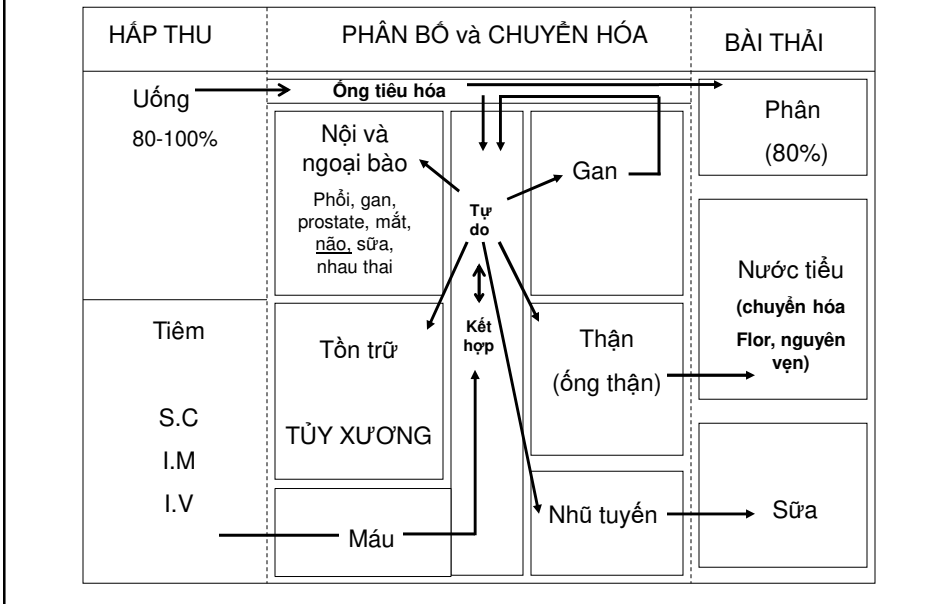 HẤP THU
PHÂN BỐ và CHUYỂN HÓA
BÀI THẢI
Uống
80-100%
Ống tiêu hóa
Nội và
ngoại bào
Phổi, gan,
prostate, mắt,
não, sữa,
nhau thai
Tự
do
Gan
Phân
(80%)
Nước tiểu
(chuyển hóa
Flor, nguyên
vẹn)
Tiêm
S.C
I.M
I.V
Tồn trữ
TỦY XƯƠNG
Kết
hợp
Thận
(ống thận)
Máu
Nhũ tuyến
Sữa